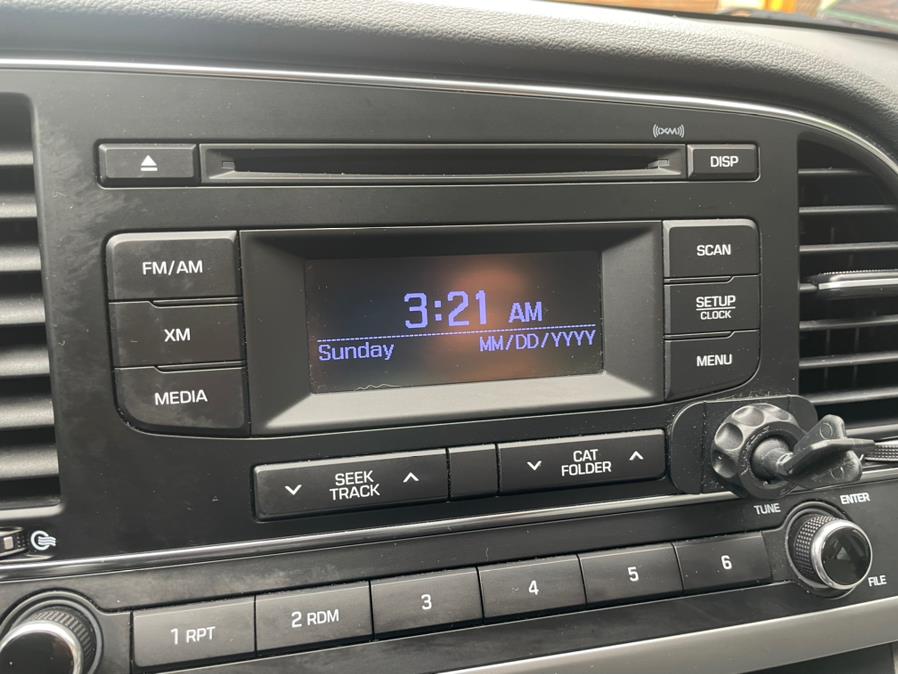 ((XM))
DISP
FM/AM
XM
MEDIA
3:21 AM
Sunday MM/DD/YYYY
SCAN
SETUP
CLOCK
MENU
SEEK
TRACK
CAT
FOLDER
TUNE
ENTER
FILE
1 RPT
2 RDM
3
4
5
6